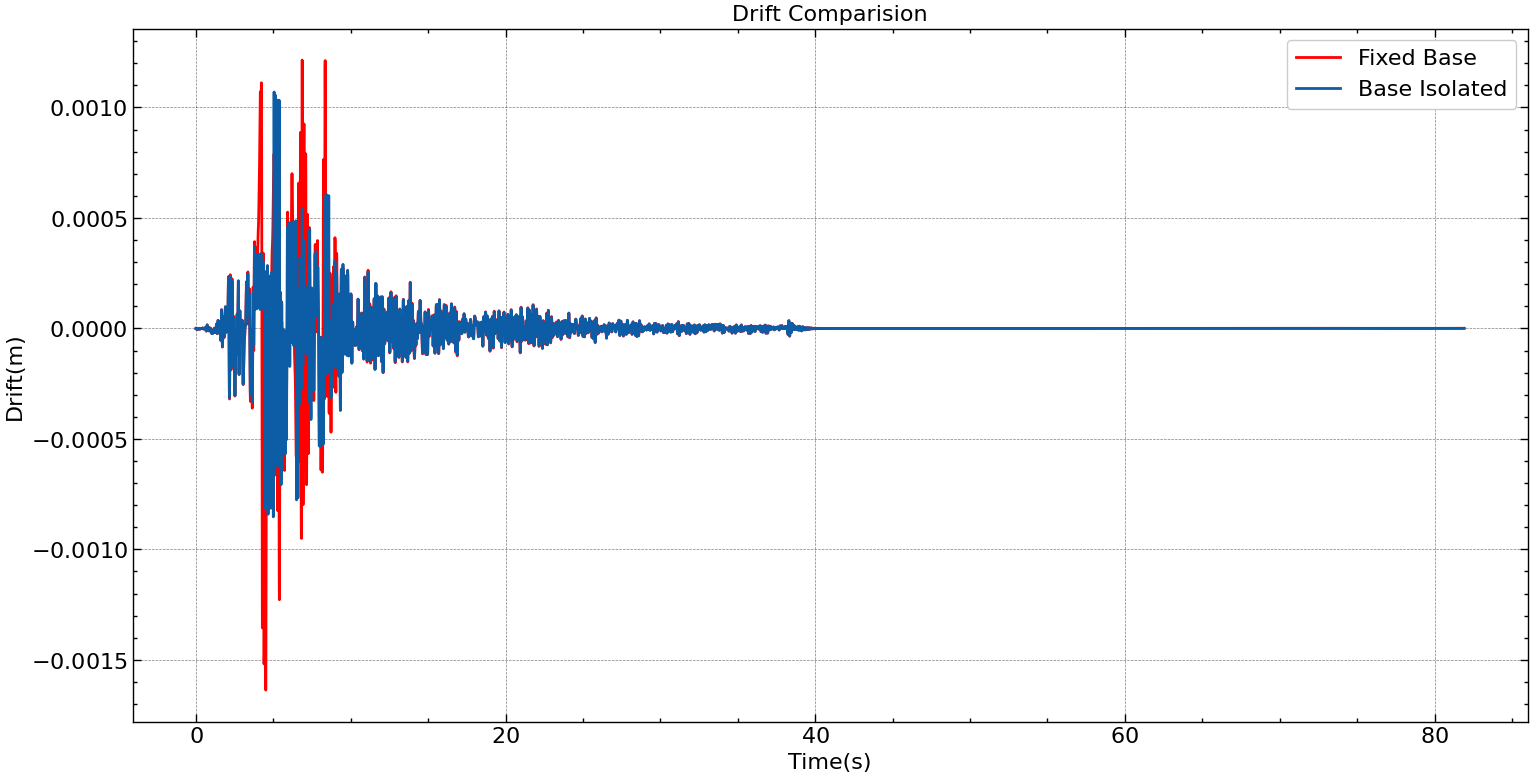 Drift Comparision
Fixed Base
Base Isolated
0.0010
0.0005
0.0000
−0.0005
−0.0010
−0.0015
Drift(m)
0 20 40 60 80
Time(s)